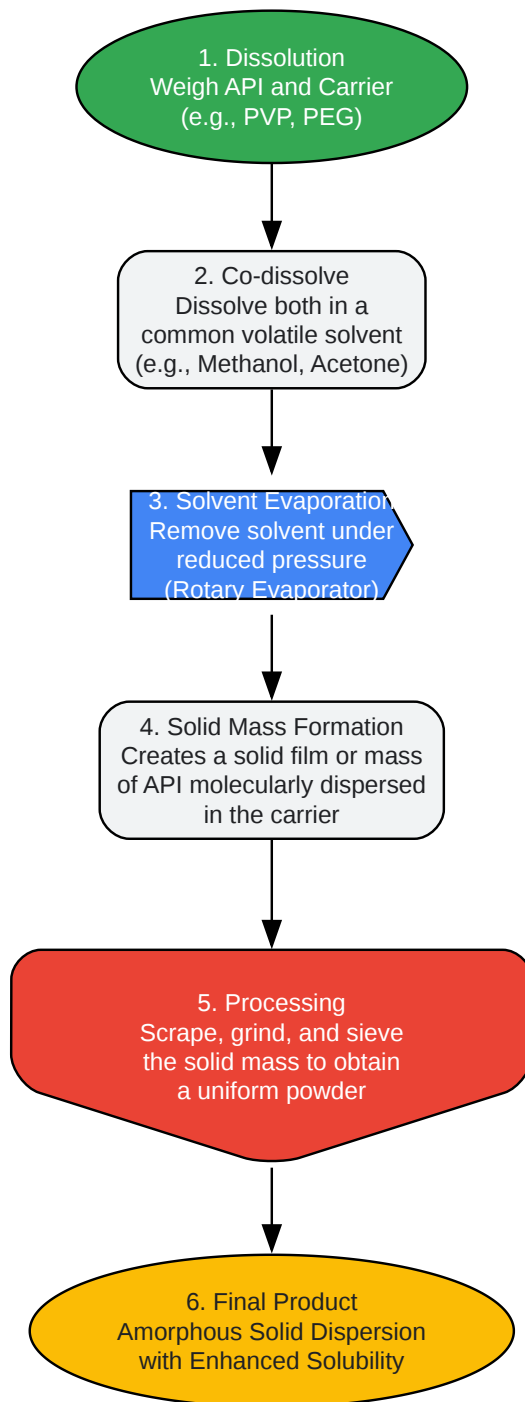 1. Dissolution
Weigh API and Carrier
(e.g., PVP, PEG)
2. Co-dissolve
Dissolve both in a
common volatile solvent
(e.g., Methanol, Acetone)
3. Solvent Evaporation
Remove solvent under
reduced pressure
(Rotary Evaporator)
4. Solid Mass Formation
Creates a solid film or mass
of API molecularly dispersed
in the carrier
5. Processing
Scrape, grind, and sieve
the solid mass to obtain
a uniform powder
6. Final Product
Amorphous Solid Dispersion
with Enhanced Solubility